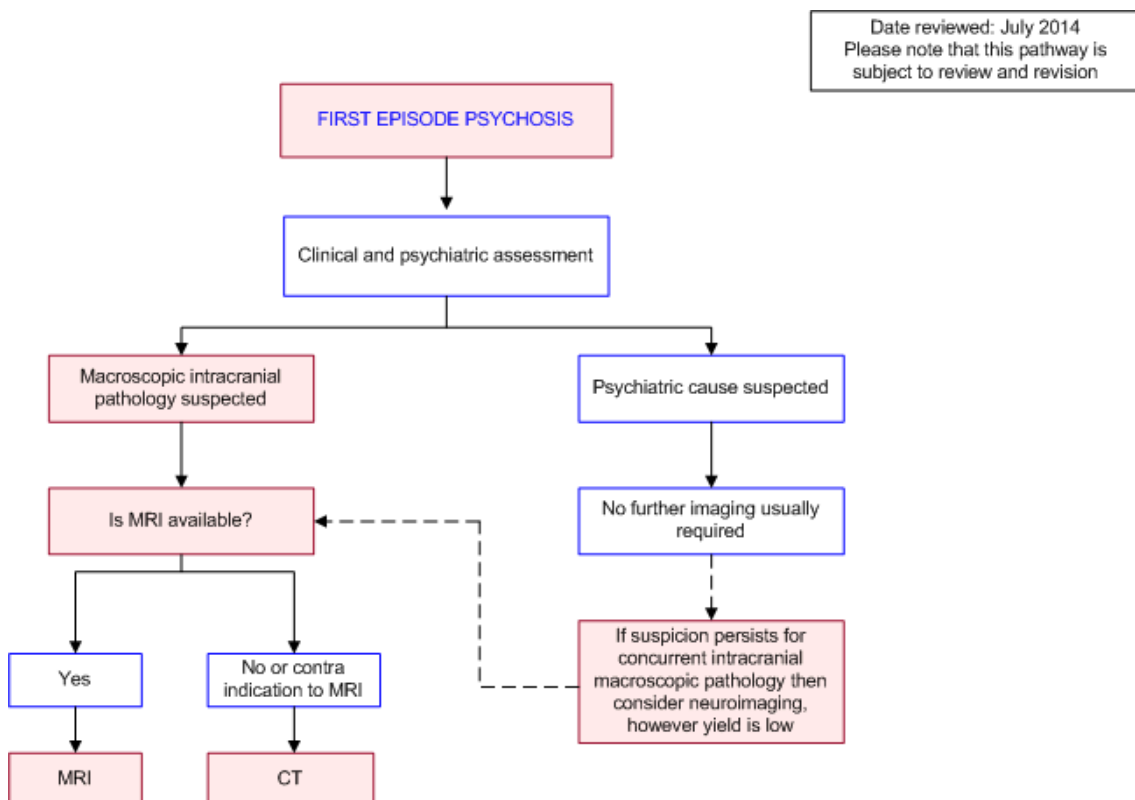 Date reviewed: July 2014
Please note that this pathway is
subject to review and revision
FIRST EPISODE PSYCHOSIS
Clinical and psychiatric assessment
Macroscopic intracranial
pathology suspected
Psychiatric cause suspected
Is MRI available?
No further imaging usually
required
Yes
No or contra
indication to MRI
If suspicion persists for
concurrent intracranial
macroscopic pathology then
consider neuroimaging,
however yield is low
MRI
CT